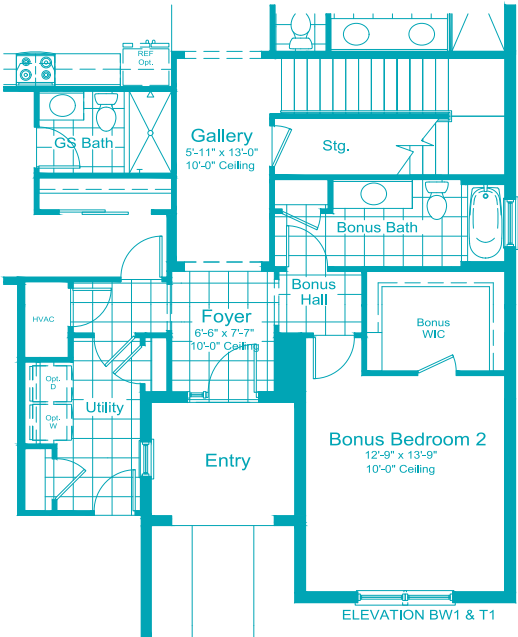 REF
Opt.
GS Bath
Gallery
5'-11" x 13'-0"
10'-0" Ceiling
Stg.
Bonus Bath
Bonus
Hall
HVAC
Foyer
6'-6" x 7'-7"
10'-0" Ceiling
Bonus
WIC
Opt.
D
Opt.
W
Utility
Entry
Bonus Bedroom 2
12'-9" x 13'-9"
10'-0" Ceiling
ELEVATION BW1 & T1